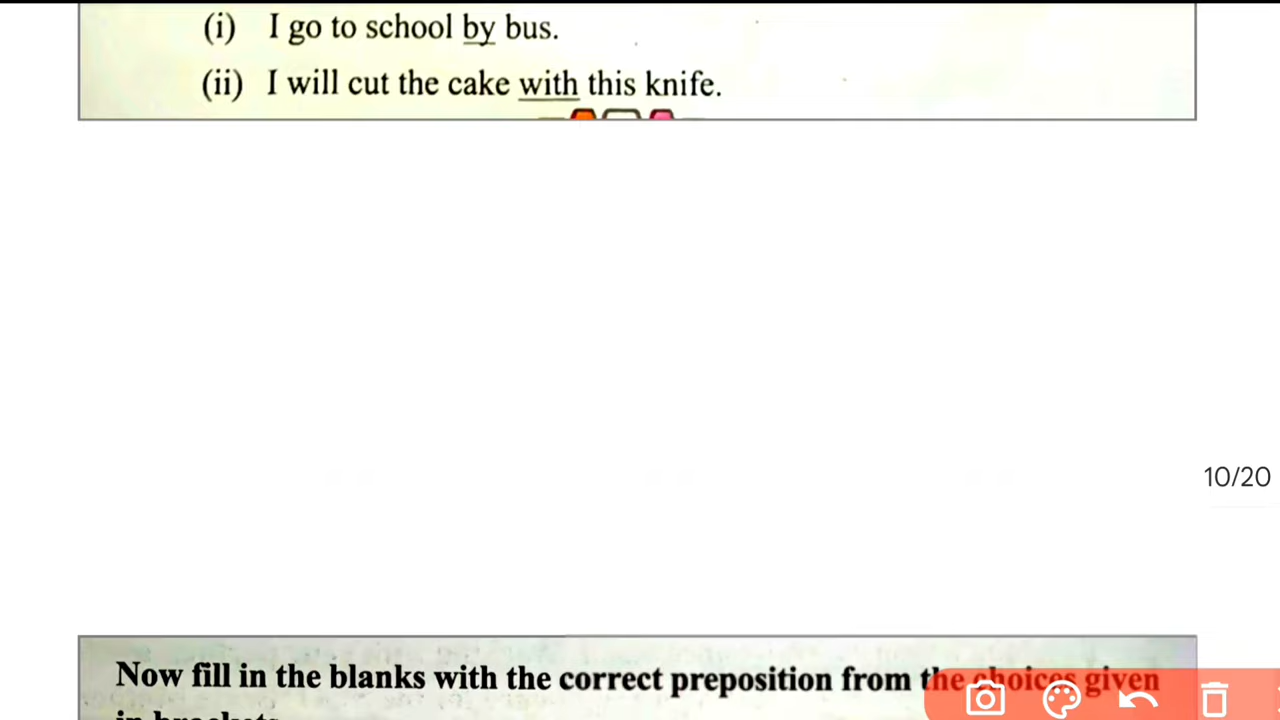 (i) I go to school by bus.
(ii) I will cut the cake with this knife.
10/20
Now fill in the blanks with the correct preposition from the choices given